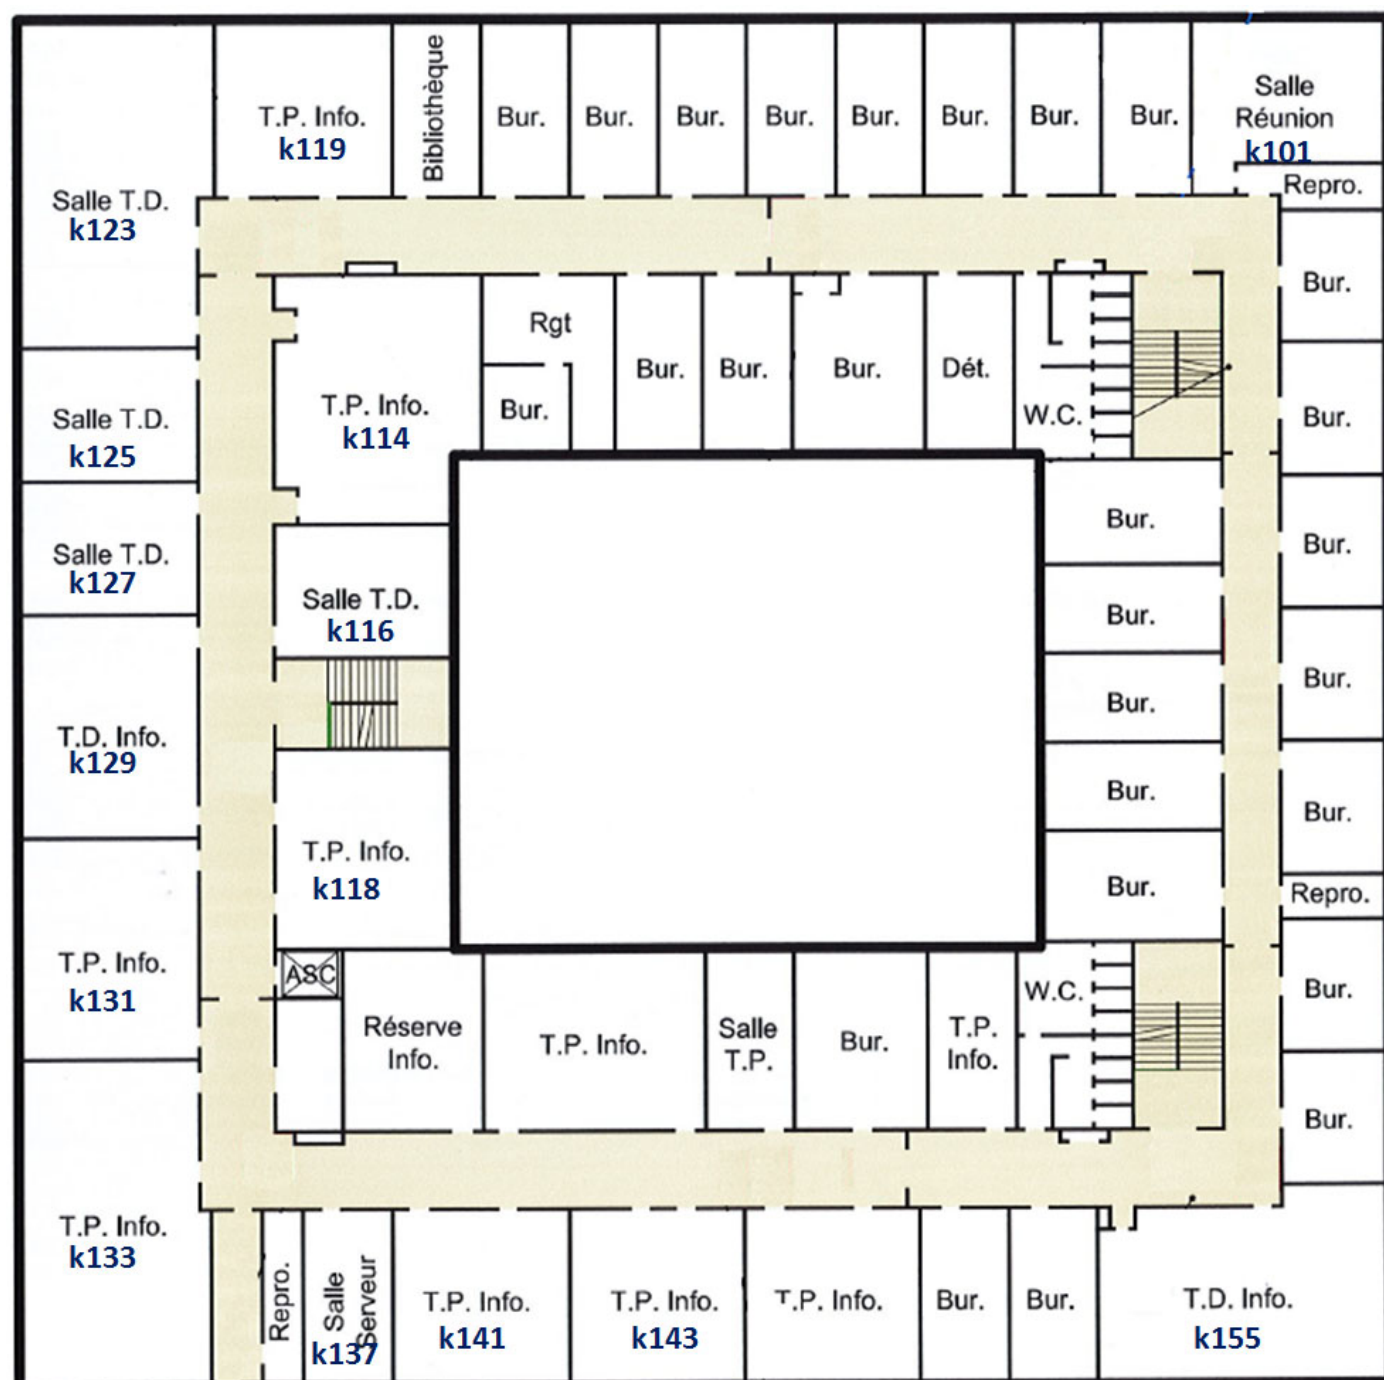 T.P. Info.
k119
Bibliothèque
Bur.
Bur.
Bur.
Bur.
Bur.
Bur.
Bur.
Bur.
Salle
Réunion
k101
Repro.
Salle T.D.
k123
Rgt
Bur.
T.P. Info.
k114
Bur.
Bur.
Bur.
Bur.
Dét.
W.C.
Bur.
Salle T.D.
k125
Bur.
Bur.
Salle T.D.
k127
Salle T.D.
k116
Bur.
Bur.
Bur.
T.D. Info.
k129
Bur.
Bur.
T.P. Info.
k118
Bur.
Repro.
T.P. Info.
k131
ASC
Réserve
Info.
T.P. Info.
Salle
T.P.
Bur.
T.P.
Info.
W.C.
Bur.
Bur.
T.P. Info.
k133
Repro.
Salle
Serveur
k137
T.P. Info.
k141
T.P. Info.
k143
T.P. Info.
Bur.
Bur.
T.D. Info.
k155